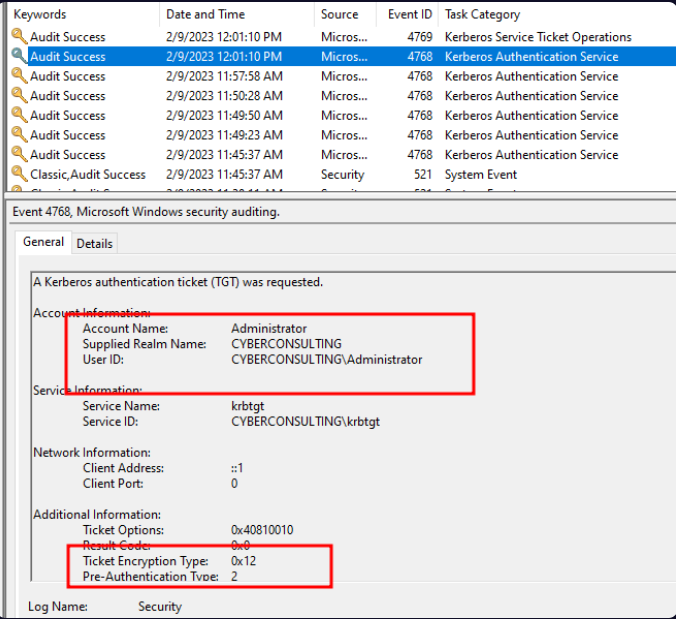 Keywords Date and Time Source Event ID Task Category
Audit Success 2/9/2023 12:01:10 PM Micros... 4769 Kerberos Service Ticket Operations
Audit Success 2/9/2023 12:01:10 PM Micros... 4768 Kerberos Authentication Service
Audit Success 2/9/2023 11:57:58 AM Micros... 4768 Kerberos Authentication Service
Audit Success 2/9/2023 11:50:28 AM Micros... 4768 Kerberos Authentication Service
Audit Success 2/9/2023 11:49:50 AM Micros... 4768 Kerberos Authentication Service
Audit Success 2/9/2023 11:49:23 AM Micros... 4768 Kerberos Authentication Service
Audit Success 2/9/2023 11:45:37 AM Micros... 4768 Kerberos Authentication Service
Classic,Audit Success 2/9/2023 11:45:37 AM Security 521 System Event
Event 4768, Microsoft Windows security auditing.
General Details
A Kerberos authentication ticket (TGT) was requested.
Account Information:
Account Name: Administrator
Supplied Realm Name: CYBERCONSULTING
User ID: CYBERCONSULTING\Administrator
Service Information:
Service Name: krbtgt
Service ID: CYBERCONSULTING\krbtgt
Network Information:
Client Address: ::1
Client Port: 0
Additional Information:
Ticket Options: 0x40810010
Result Code: 0x0
Ticket Encryption Type: 0x12
Pre-Authentication Type: 2
Log Name: Security